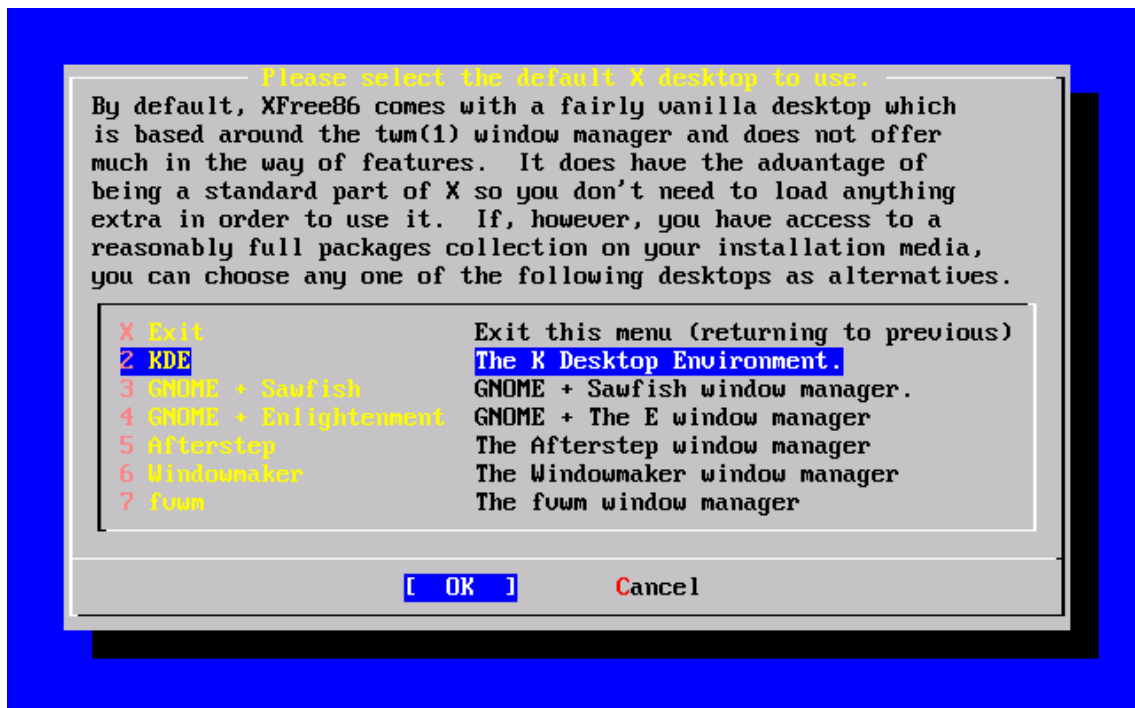 Please select the default X desktop to use.
By default, XFree86 comes with a fairly vanilla desktop which
is based around the twm(1) window manager and does not offer
much in the way of features.  It does have the advantage of
being a standard part of X so you don't need to load anything
extra in order to use it.  If, however, you have access to a
reasonably full packages collection on your installation media,
you can choose any one of the following desktops as alternatives.
X Exit Exit this menu (returning to previous)
2 KDE The K Desktop Environment.
3 GNOME + Sawfish GNOME + Sawfish window manager.
4 GNOME + Enlightenment GNOME + The E window manager
5 Afterstep The Afterstep window manager
6 Windowmaker The Windowmaker window manager
7 fvwm The fvwm window manager
[ OK ] Cancel